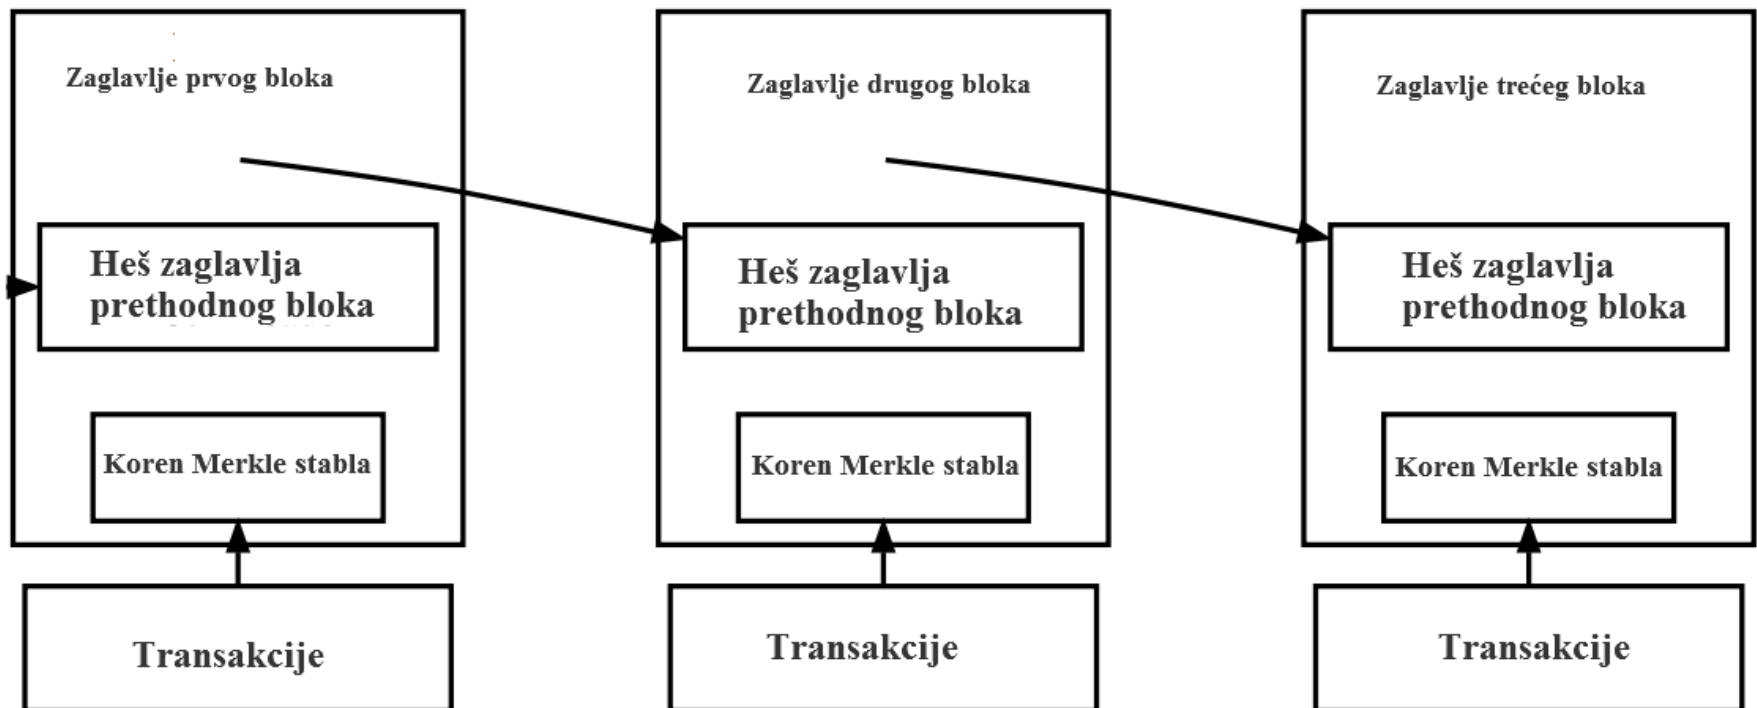 Zaglavlje prvog bloka
Heš zaglavlja
prethodnog bloka
Koren Merkle stabla
Transakcije
Zaglavlje drugog bloka
Heš zaglavlja
prethodnog bloka
Koren Merkle stabla
Transakcije
Zaglavlje trećeg bloka
Heš zaglavlja
prethodnog bloka
Koren Merkle stabla
Transakcije